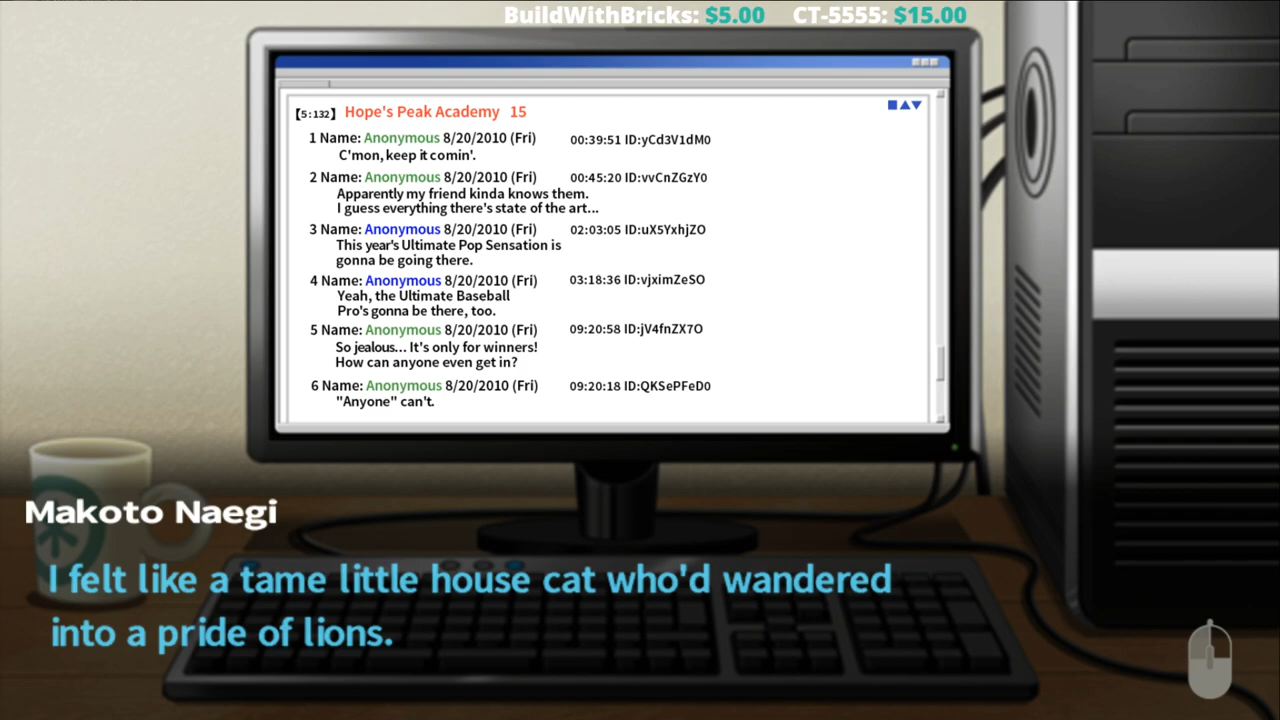 BuildWithBricks: $5.00 CT-5555: $15.00
【5:132】 Hope's Peak Academy 15
1 Name: Anonymous 8/20/2010 (Fri) 00:39:51 ID:yCd3V1dM0
C'mon, keep it comin'.
2 Name: Anonymous 8/20/2010 (Fri) 00:45:20 ID:vvCnZGzY0
Apparently my friend kinda knows them.
I guess everything there's state of the art...
3 Name: Anonymous 8/20/2010 (Fri) 02:03:05 ID:uX5YxhjZO
This year's Ultimate Pop Sensation is
gonna be going there.
4 Name: Anonymous 8/20/2010 (Fri) 03:18:36 ID:vjximZeSO
Yeah, the Ultimate Baseball
Pro's gonna be there, too.
5 Name: Anonymous 8/20/2010 (Fri) 09:20:58 ID:jV4fnZX7O
So jealous... It's only for winners!
How can anyone even get in?
6 Name: Anonymous 8/20/2010 (Fri) 09:20:18 ID:QKSePFeD0
"Anyone" can't.
Makoto Naegi
I felt like a tame little house cat who'd wandered
into a pride of lions.